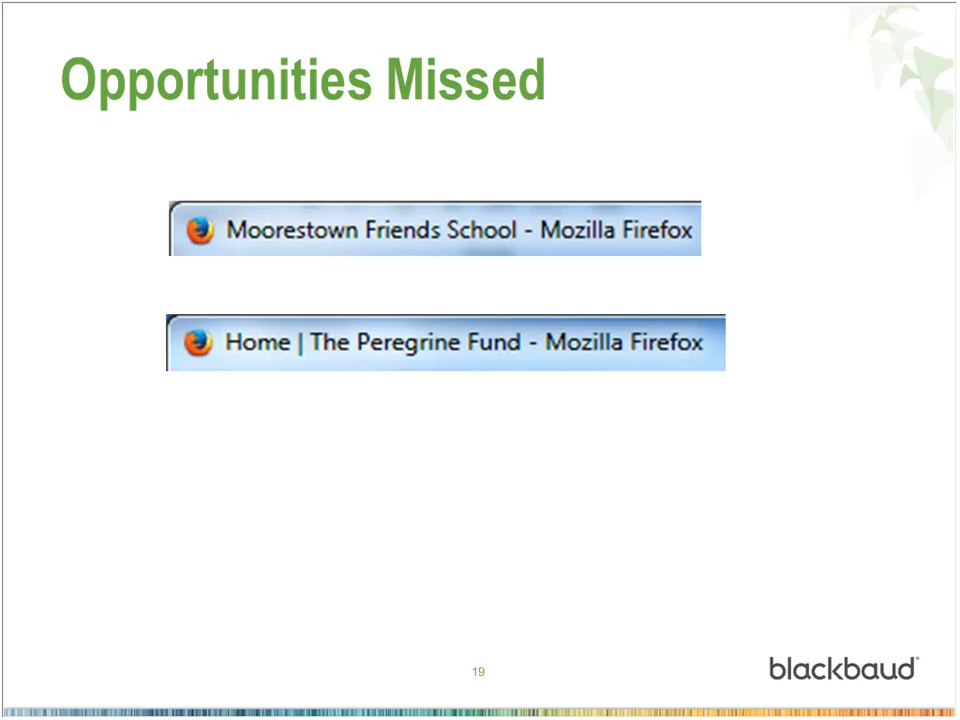 Opportunities Missed
Moorestown Friends School - Mozilla Firefox
Home | The Peregrine Fund - Mozilla Firefox
19
blackbaud®